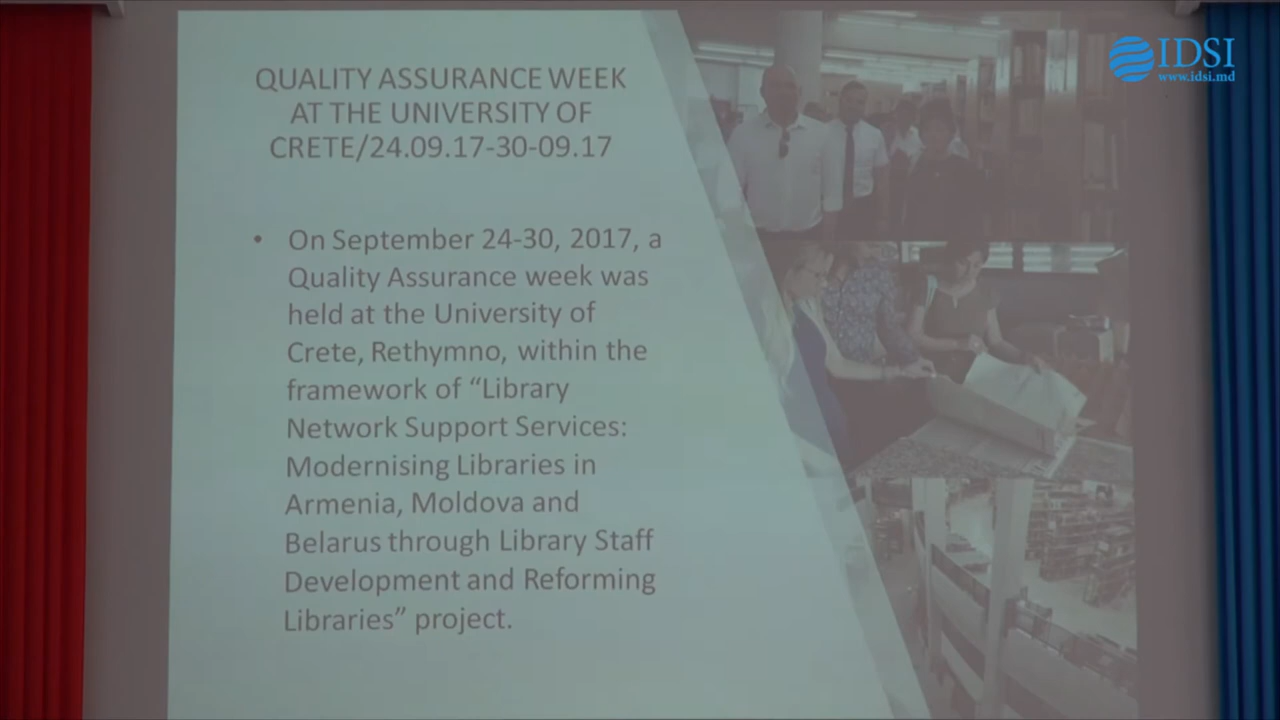 IDSI
www.idsi.md
QUALITY ASSURANCE WEEK
AT THE UNIVERSITY OF
CRETE/24.09.17-30-09.17
• On September 24-30, 2017, a
Quality Assurance week was
held at the University of
Crete, Rethymno, within the
framework of “Library
Network Support Services:
Modernising Libraries in
Armenia, Moldova and
Belarus through Library Staff
Development and Reforming
Libraries” project.